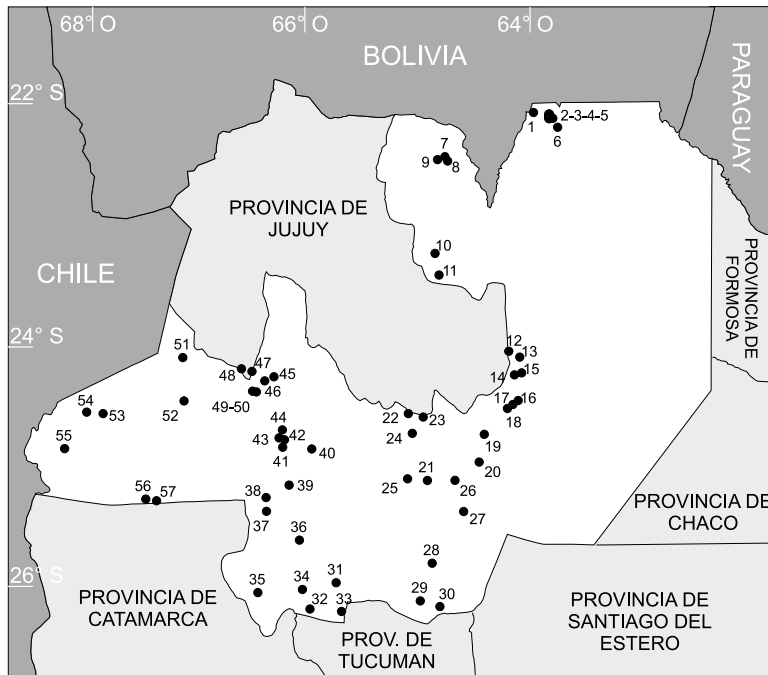 68° O
66° O
64° O
BOLIVIA
PARAGUAY
22° S
1
2-3-4-5
6
7
8
9
PROVINCIA DE
JUJUY
10
11
PROVINCIA DE
FORMOSA
CHILE
24° S
51
12
13
47
48
45
46
14
15
49-50
52
54
53
17
16
18
22
23
24
44
43
42
41
40
55
19
20
25
21
26
39
38
37
56
57
27
PROVINCIA DE
CHACO
36
28
26° S
35
34
31
32
33
29
30
PROVINCIA DE
CATAMARCA
PROV. DE
TUCUMAN
PROVINCIA DE
SANTIAGO DEL
ESTERO